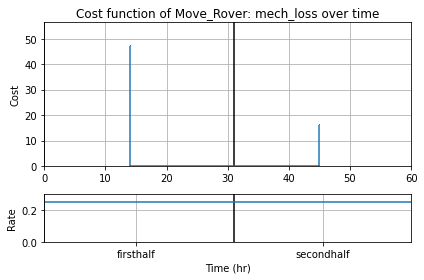 Cost function of Move_Rover: mech_loss over time
50
40
30
20
10
0
Cost
0 10 20 30 40 50 60
0.2
0.0
Rate
firsthalf secondhalf
Time (hr)